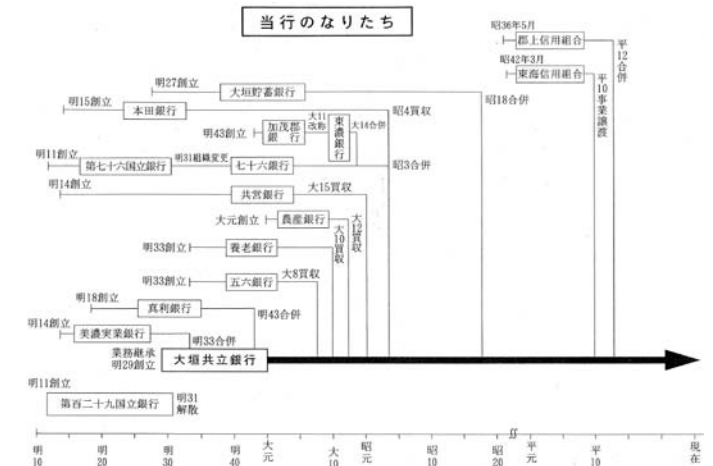 当行のなりたち
昭36年5月
郡上信用組合
昭42年3月
東海信用組合
平12合併
平10事業譲渡
明27創立
大垣貯蓄銀行
昭18合併
明15創立
本田銀行
昭4買収
明43創立
加茂郡銀行
大11改称
東濃銀行
大14合併
明11創立
第七十六国立銀行
明31組織変更
七十六銀行
昭3合併
明14創立
共営銀行
大15買収
大元創立
農産銀行
大12買収
明33創立
養老銀行
大10買収
明33創立
五六銀行
大8買収
明18創立
真利銀行
明43合併
明14創立
美濃実業銀行
明33合併
業務継承
明29創立
大垣共立銀行
明11創立
第百二十九国立銀行
明31解散
明10
明20
明30
明40
大元
大10
昭元
昭10
昭20
平元
平10
現在